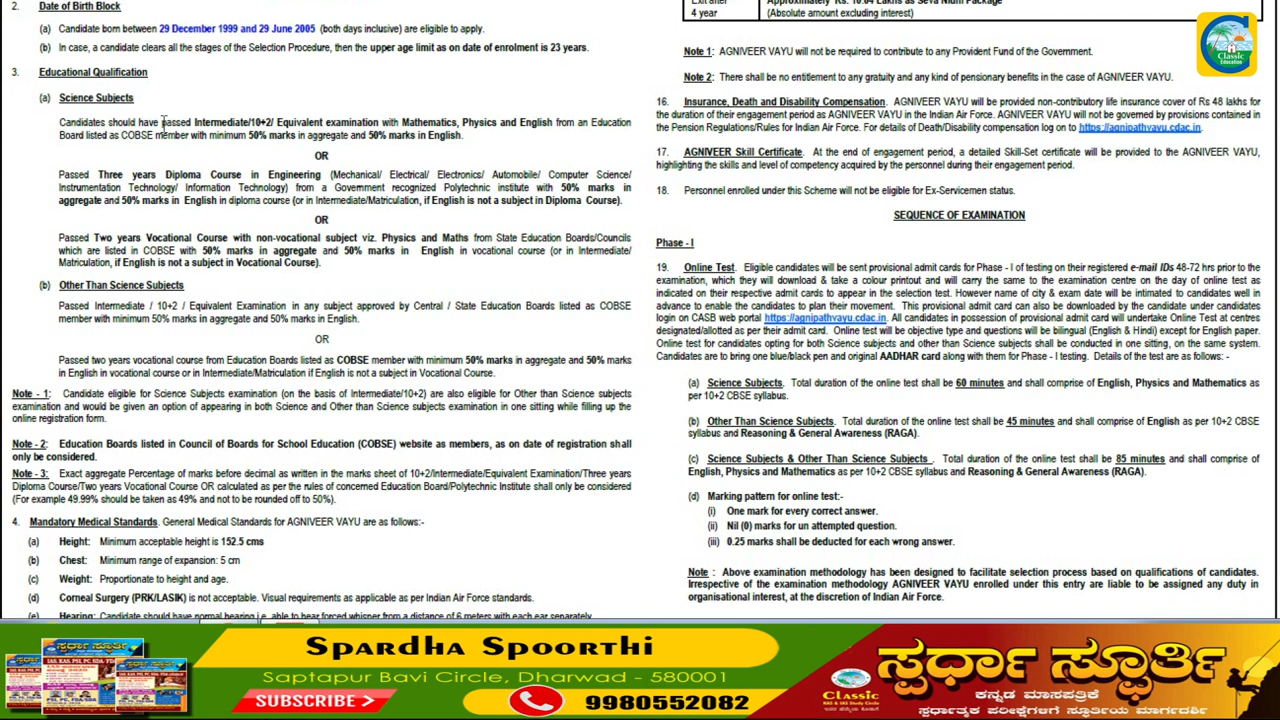 2. Date of Birth Block
(a) Candidate born between 29 December 1999 and 29 June 2005 (both days inclusive) are eligible to apply.
(b) In case, a candidate clears all the stages of the Selection Procedure, then the upper age limit as on date of enrolment is 23 years.
3. Educational Qualification
(a) Science Subjects
Candidates should have passed Intermediate/10+2/ Equivalent examination with Mathematics, Physics and English from an Education
Board listed as COBSE member with minimum 50% marks in aggregate and 50% marks in English.
OR
Passed Three years Diploma Course in Engineering (Mechanical/ Electrical/ Electronics/ Automobile/ Computer Science/
Instrumentation Technology/ Information Technology) from a Government recognized Polytechnic institute with 50% marks in
aggregate and 50% marks in English in diploma course (or in Intermediate/Matriculation, if English is not a subject in Diploma Course).
OR
Passed Two years Vocational Course with non-vocational subject viz. Physics and Maths from State Education Boards/Councils
which are listed in COBSE with 50% marks in aggregate and 50% marks in English in vocational course (or in Intermediate/
Matriculation, if English is not a subject in Vocational Course).
(b) Other Than Science Subjects
Passed Intermediate / 10+2 / Equivalent Examination in any subject approved by Central / State Education Boards listed as COBSE
member with minimum 50% marks in aggregate and 50% marks in English.
OR
Passed two years vocational course from Education Boards listed as COBSE member with minimum 50% marks in aggregate and 50% marks
in English in vocational course or in Intermediate/Matriculation if English is not a subject in Vocational Course.
Note - 1: Candidate eligible for Science Subjects examination (on the basis of Intermediate/10+2) are also eligible for Other than Science subjects
examination and would be given an option of appearing in both Science and Other than Science subjects examination in one sitting while filling up the
online registration form.
Note - 2: Education Boards listed in Council of Boards for School Education (COBSE) website as members, as on date of registration shall
only be considered.
Note - 3: Exact aggregate Percentage of marks before decimal as written in the marks sheet of 10+2/Intermediate/Equivalent Examination/Three years
Diploma Course/Two years Vocational Course OR calculated as per the rules of concerned Education Board/Polytechnic Institute shall only be considered
(For example 49.99% should be taken as 49% and not to be rounded off to 50%).
4. Mandatory Medical Standards. General Medical Standards for AGNIVEER VAYU are as follows:-
(a) Height: Minimum acceptable height is 152.5 cms
(b) Chest: Minimum range of expansion: 5 cm
(c) Weight: Proportionate to height and age.
(d) Corneal Surgery (PRK/LASIK) is not acceptable. Visual requirements as applicable as per Indian Air Force standards.
(e) Hearing: Candidate should have normal hearing i.e. able to hear forced whisper from a distance of 6 meters with each ear separately.
Exit after Approximately Rs. 10.04 Lakhs as Seva Nidhi Package
4 year (Absolute amount excluding interest)
Note 1: AGNIVEER VAYU will not be required to contribute to any Provident Fund of the Government.
Note 2: There shall be no entitlement to any gratuity and any kind of pensionary benefits in the case of AGNIVEER VAYU.
16. Insurance, Death and Disability Compensation. AGNIVEER VAYU will be provided non-contributory life insurance cover of Rs 48 lakhs for
the duration of their engagement period as AGNIVEER VAYU in the Indian Air Force. AGNIVEER VAYU will not be governed by provisions contained in
the Pension Regulations/Rules for Indian Air Force. For details of Death/Disability compensation log on to https://agnipathvayu.cdac.in.
17. AGNIVEER Skill Certificate. At the end of engagement period, a detailed Skill-Set certificate will be provided to the AGNIVEER VAYU,
highlighting the skills and level of competency acquired by the personnel during their engagement period.
18. Personnel enrolled under this Scheme will not be eligible for Ex-Servicemen status.
SEQUENCE OF EXAMINATION
Phase - I
19. Online Test. Eligible candidates will be sent provisional admit cards for Phase - I of testing on their registered e-mail IDs 48-72 hrs prior to the
examination, which they will download & take a colour printout and will carry the same to the examination centre on the day of online test as
indicated on their respective admit cards to appear in the selection test. However name of city & exam date will be intimated to candidates well in
advance to enable the candidates to plan their movement. This provisional admit card can also be downloaded by the candidate under candidates
login on CASB web portal https://agnipathvayu.cdac.in. All candidates in possession of provisional admit card will undertake Online Test at centres
designated/allotted as per their admit card. Online test will be objective type and questions will be bilingual (English & Hindi) except for English paper.
Online test for candidates opting for both Science subjects and other than Science subjects shall be conducted in one sitting, on the same system.
Candidates are to bring one blue/black pen and original AADHAR card along with them for Phase - I testing. Details of the test are as follows: -
(a) Science Subjects. Total duration of the online test shall be 60 minutes and shall comprise of English, Physics and Mathematics as
per 10+2 CBSE syllabus.
(b) Other Than Science Subjects. Total duration of the online test shall be 45 minutes and shall comprise of English as per 10+2 CBSE
syllabus and Reasoning & General Awareness (RAGA).
(c) Science Subjects & Other Than Science Subjects . Total duration of the online test shall be 85 minutes and shall comprise of
English, Physics and Mathematics as per 10+2 CBSE syllabus and Reasoning & General Awareness (RAGA).
(d) Marking pattern for online test:-
(i) One mark for every correct answer.
(ii) Nil (0) marks for un attempted question.
(iii) 0.25 marks shall be deducted for each wrong answer.
Note : Above examination methodology has been designed to facilitate selection process based on qualifications of candidates.
Irrespective of the examination methodology AGNIVEER VAYU enrolled under this entry are liable to be assigned any duty in
organisational interest, at the discretion of Indian Air Force.
Classic
Education
Spardha Spoorthi
Saptapur Bavi Circle, Dharwad - 580001
SUBSCRIBE
9980552082
ಸ್ಪರ್ಧಾ ಸ್ಫೂರ್ತಿ
Classic
ಕನ್ನಡ ಮಾಸಪತ್ರಿಕೆ
ಸ್ಪರ್ಧಾತ್ಮಕ ಪರೀಕ್ಷೆಗಳಿಗೆ ಸ್ಫೂರ್ತಿಯ ಮಾರ್ಗದರ್ಶಿ